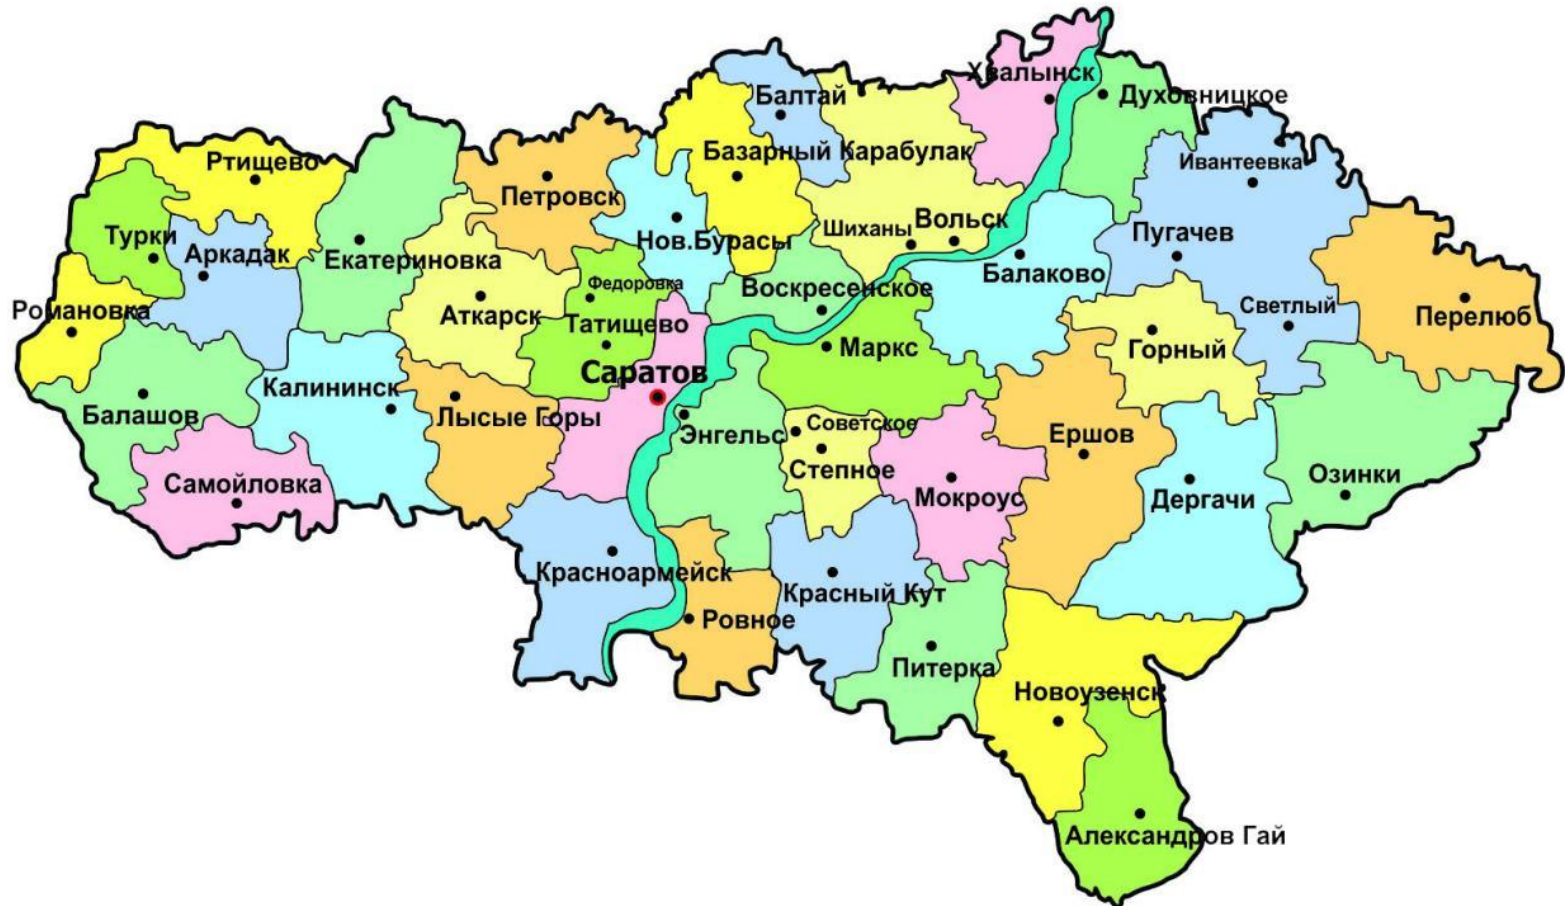 Хвалынск
Балтай
Духовницкое
Ртищево
Базарный Карабулак
Ивантеевка
Петровск
Турки
Аркадак
Екатериновка
Нов.Бурасы
Шиханы
Вольск
Пугачев
Балаково
Федоровка
Воскресенское
Светлый
Романовка
Аткарск
Татищево
Перелюб
Маркс
Горный
Саратов
Калининск
Балашов
Лысые Горы
Энгельс
Советское
Ершов
Степное
Озинки
Самойловка
Мокроус
Дергачи
Красноармейск
Красный Кут
Ровное
Питерка
Новоузенск
Александров Гай